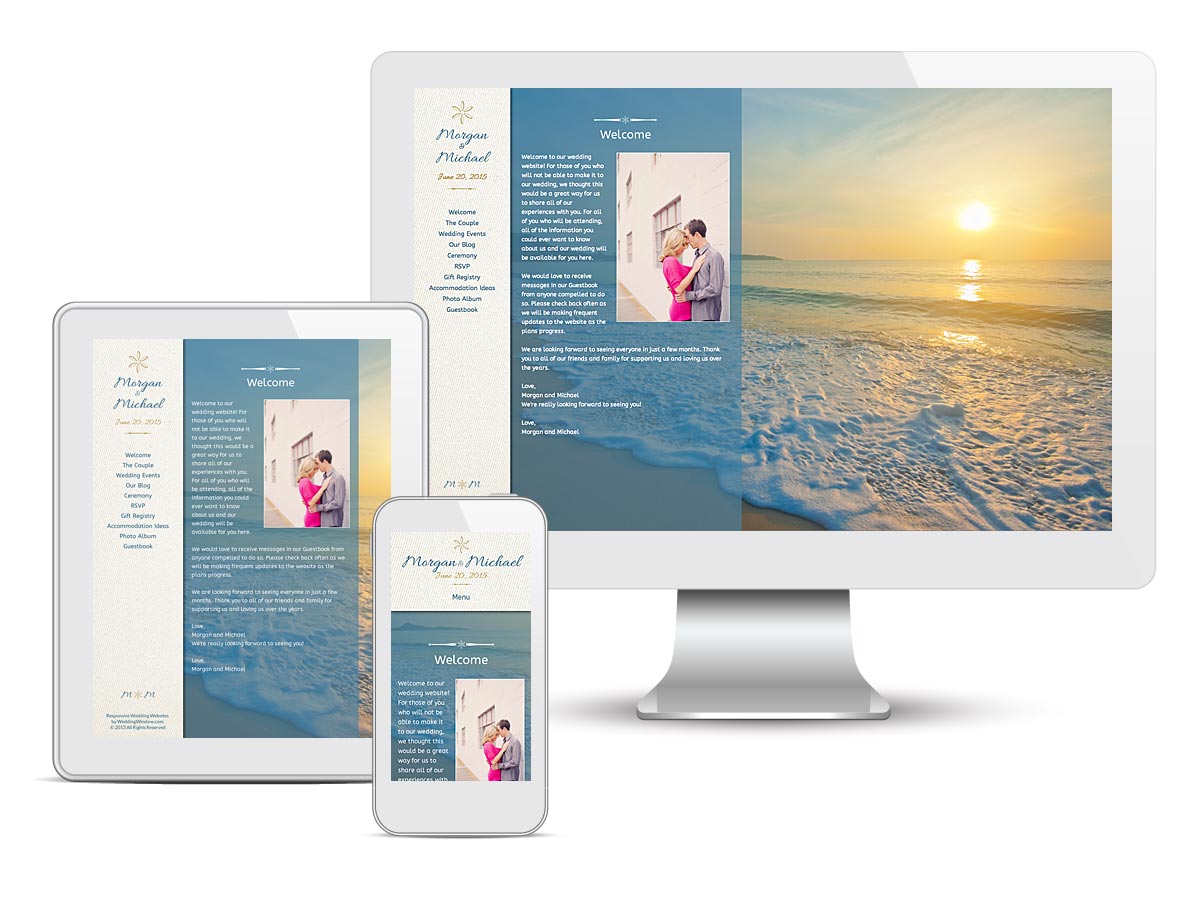 Morgan
&
Michael
June 20, 2015
Welcome
The Couple
Wedding Events
Our Blog
Ceremony
RSVP
Gift Registry
Accommodation Ideas
Photo Album
Guestbook
M M
Welcome
Welcome to our wedding
website! For those of you who
will not be able to make it to
our wedding, we thought this
would be a great way for us
to share all of our
experiences with you. For all
of you who will be attending,
all of the information you
could ever want to know
about us and our wedding will
be available for you here.
We would love to receive
messages in our Guestbook
from anyone compelled to do
so. Please check back often as
we will be making frequent
updates to the website as the
plans progress.
We are looking forward to seeing everyone in just a few months. Thank
you to all of our friends and family for supporting us and loving us over
the years.
Love,
Morgan and Michael
We're really looking forward to seeing you!
Love,
Morgan and Michael
Morgan
&
Michael
June 20, 2015
Welcome
The Couple
Wedding Events
Our Blog
Ceremony
RSVP
Gift Registry
Accommodation Ideas
Photo Album
Guestbook
M M
Responsive Wedding Websites
by WeddingWindow.com
© 2013 All Rights Reserved
Welcome
Welcome to our
wedding website! For
those of you who will
not be able to make it
to our wedding, we
thought this would be a
great way for us to
share all of our
experiences with you.
For all of you who will
be attending, all of the
information you could
ever want to know
about us and our
wedding will be
available for you here.
We would love to receive messages in our Guestbook from
anyone compelled to do so. Please check back often as we
will be making frequent updates to the website as the
plans progress.
We are looking forward to seeing everyone in just a few
months. Thank you to all of our friends and family for
supporting us and loving us over the years.
Love,
Morgan and Michael
We're really looking forward to seeing you!
Love,
Morgan and Michael
Morgan & Michael
June 20, 2015
Menu
Welcome
Welcome to our
wedding website!
For those of you
who will not be
able to make it
to our wedding,
we thought this
would be a great
way for us to
share all of our
experiences with